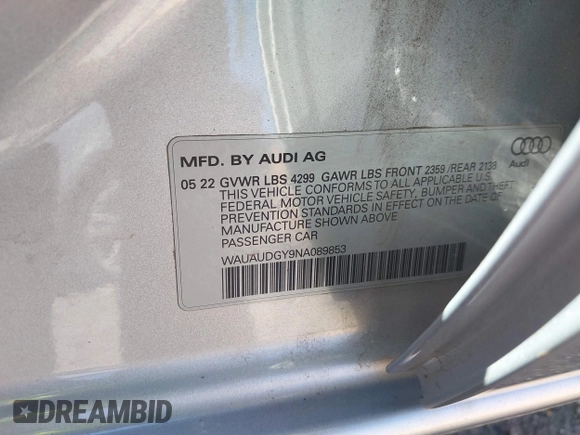 MFD. BY AUDI AG
05 22 GVWR LBS 4299 GAWR LBS FRONT 2359 /REAR 2138
THIS VEHICLE CONFORMS TO ALL APPLICABLE U.S.
FEDERAL MOTOR VEHICLE SAFETY, BUMPER AND THEFT
PREVENTION STANDARDS IN EFFECT ON THE DATE OF
MANUFACTURE SHOWN ABOVE
PASSENGER CAR
WAUAUDGY9NA089853
Audi
DREAMBID